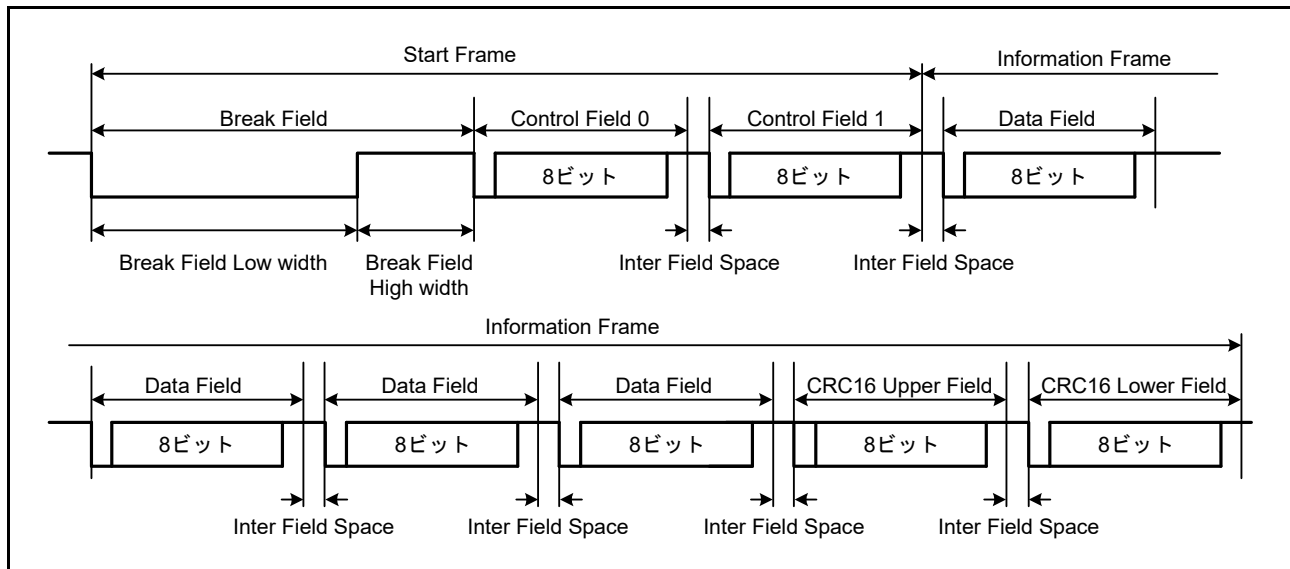 Start Frame
Information Frame
Break Field
Control Field 0
Control Field 1
Data Field
8ビット
8ビット
8ビット
Break Field Low width
Break Field
High width
Inter Field Space
Inter Field Space
Information Frame
Data Field
Data Field
Data Field
CRC16 Upper Field
CRC16 Lower Field
8ビット
8ビット
8ビット
8ビット
8ビット
Inter Field Space
Inter Field Space
Inter Field Space
Inter Field Space